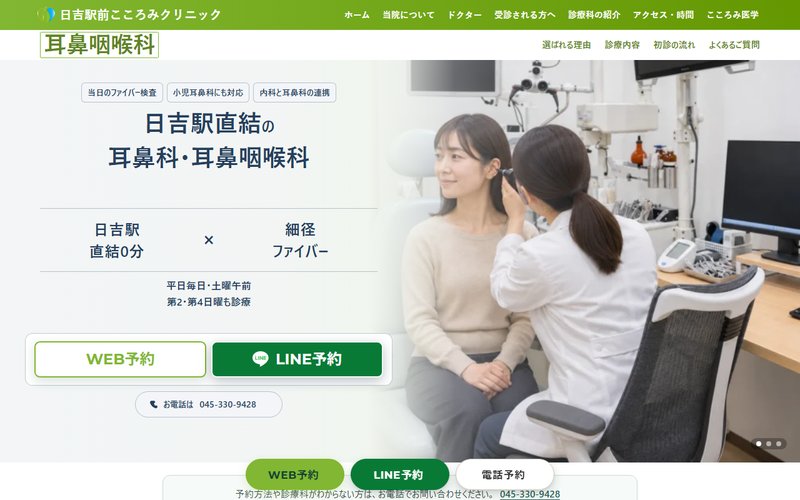 日吉駅前こころみクリニック
ホーム 当院について ドクター 受診される方へ 診療科の紹介 アクセス・時間 こころみ医学
耳鼻咽喉科
選ばれる理由 診療内容 初診の流れ よくあるご質問
当日のファイバー検査 小児耳鼻科にも対応 内科と耳鼻科の連携
日吉駅直結の
耳鼻科・耳鼻咽喉科
日吉駅
直結0分
×
細径
ファイバー
平日毎日・土曜午前
第2・第4日曜も診療
WEB予約 LINE LINE予約
お電話は 045-330-9428
WEB予約 LINE予約 電話予約
予約方法や診療科がわからない方は、お電話でお問い合わせください。 045-330-9428